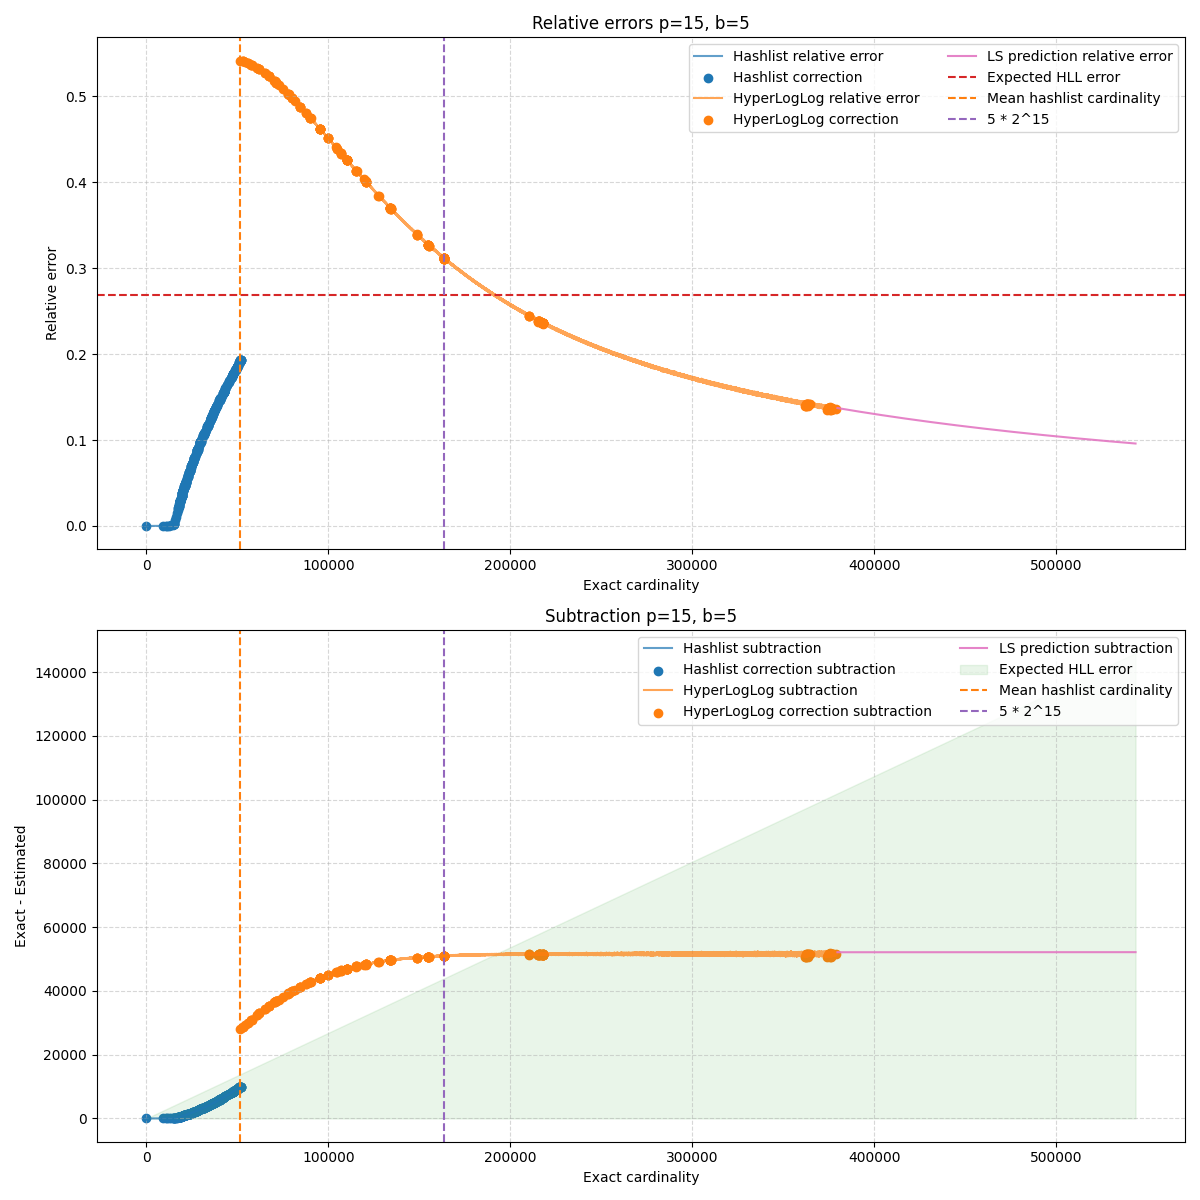 Relative errors p=15, b=5
Hashlist relative error
Hashlist correction
HyperLogLog relative error
HyperLogLog correction
LS prediction relative error
Expected HLL error
Mean hashlist cardinality
5 * 2^15
Relative error
0.5
0.4
0.3
0.2
0.1
0.0
0
100000
200000
300000
400000
500000
Exact cardinality
Subtraction p=15, b=5
Hashlist subtraction
Hashlist correction subtraction
HyperLogLog subtraction
HyperLogLog correction subtraction
LS prediction subtraction
Expected HLL error
Mean hashlist cardinality
5 * 2^15
Exact - Estimated
140000
120000
100000
80000
60000
40000
20000
0
0
100000
200000
300000
400000
500000
Exact cardinality